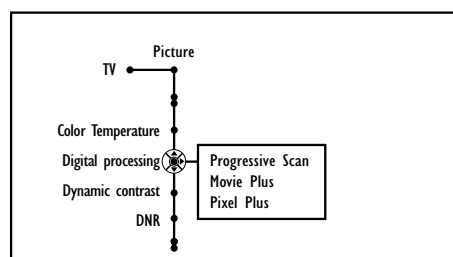 Picture
TV
Color Temperature
Digital processing
Dynamic contrast
DNR
Progressive Scan
Movie Plus
Pixel Plus